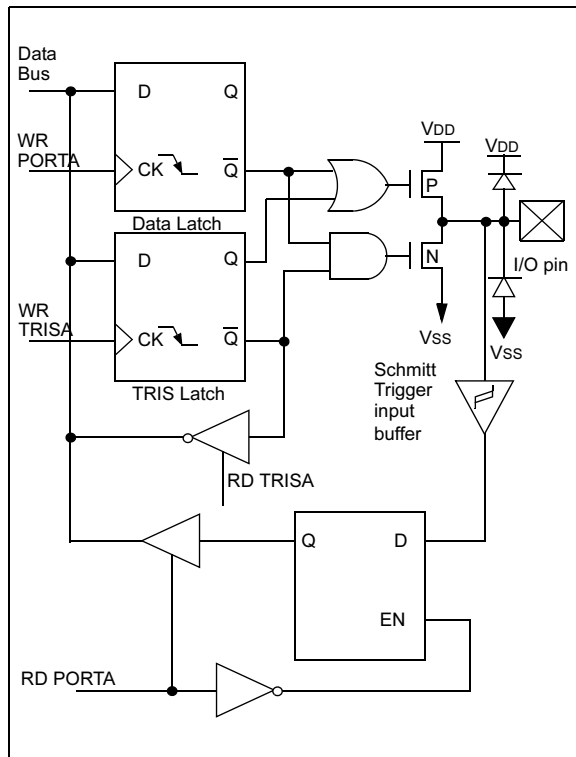 Data
Bus
D Q
WR
PORTA
CK Q
VDD
VDD
P
Data Latch
N
I/O pin
D Q
WR
TRISA
CK Q
VSS
VSS
TRIS Latch
Schmitt
Trigger
input
buffer
RD TRISA
Q D
EN
RD PORTA